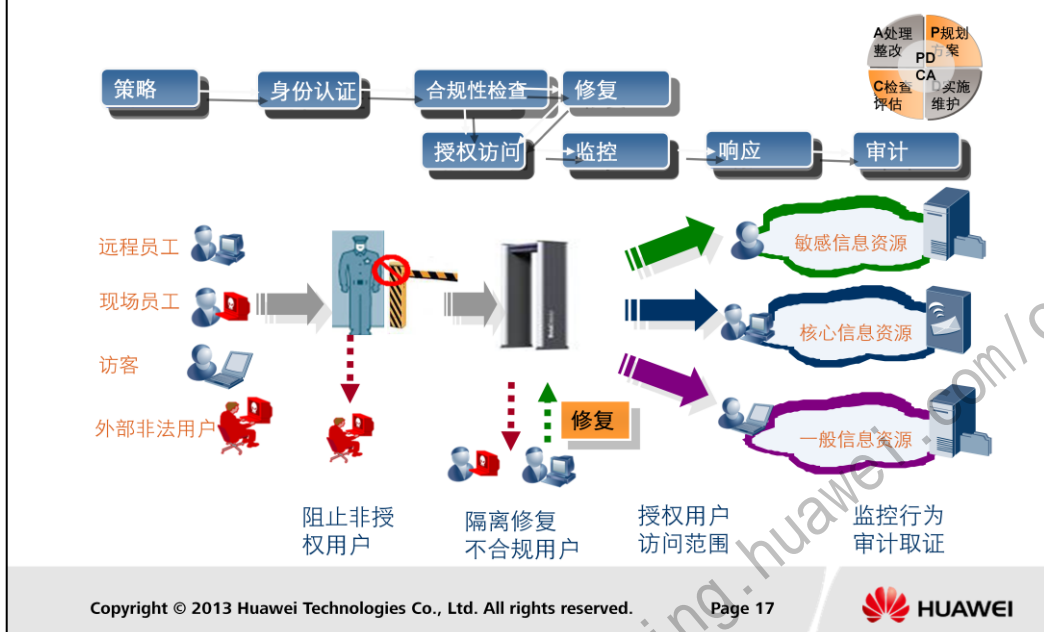 A处理
整改
P规划
方案
PD
CA
C检查
评估
D实施
维护
策略
身份认证
合规性检查
修复
授权访问
监控
响应
审计
远程员工
现场员工
访客
外部非法用户
修复
敏感信息资源
核心信息资源
一般信息资源
阻止非授
权用户
隔离修复
不合规用户
授权用户
访问范围
监控行为
审计取证
ing.huawei.com/
Copyright © 2013 Huawei Technologies Co., Ltd. All rights reserved.
Page 17
HUAWEI